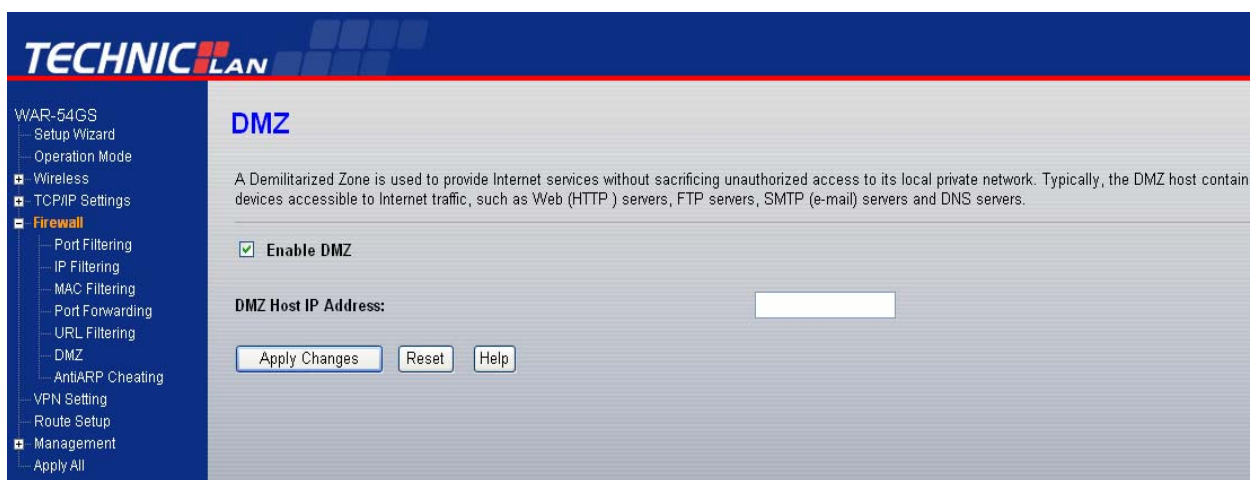 TECHNIC LAN
WAR-54GS
Setup Wizard
Operation Mode
Wireless
TCP/IP Settings
Firewall
Port Filtering
IP Filtering
MAC Filtering
Port Forwarding
URL Filtering
DMZ
AntiARP Cheating
VPN Setting
Route Setup
Management
Apply All
DMZ
A Demilitarized Zone is used to provide Internet services without sacrificing unauthorized access to its local private network. Typically, the DMZ host contain
devices accessible to Internet traffic, such as Web (HTTP ) servers, FTP servers, SMTP (e-mail) servers and DNS servers.
Enable DMZ
DMZ Host IP Address:
Apply Changes Reset Help